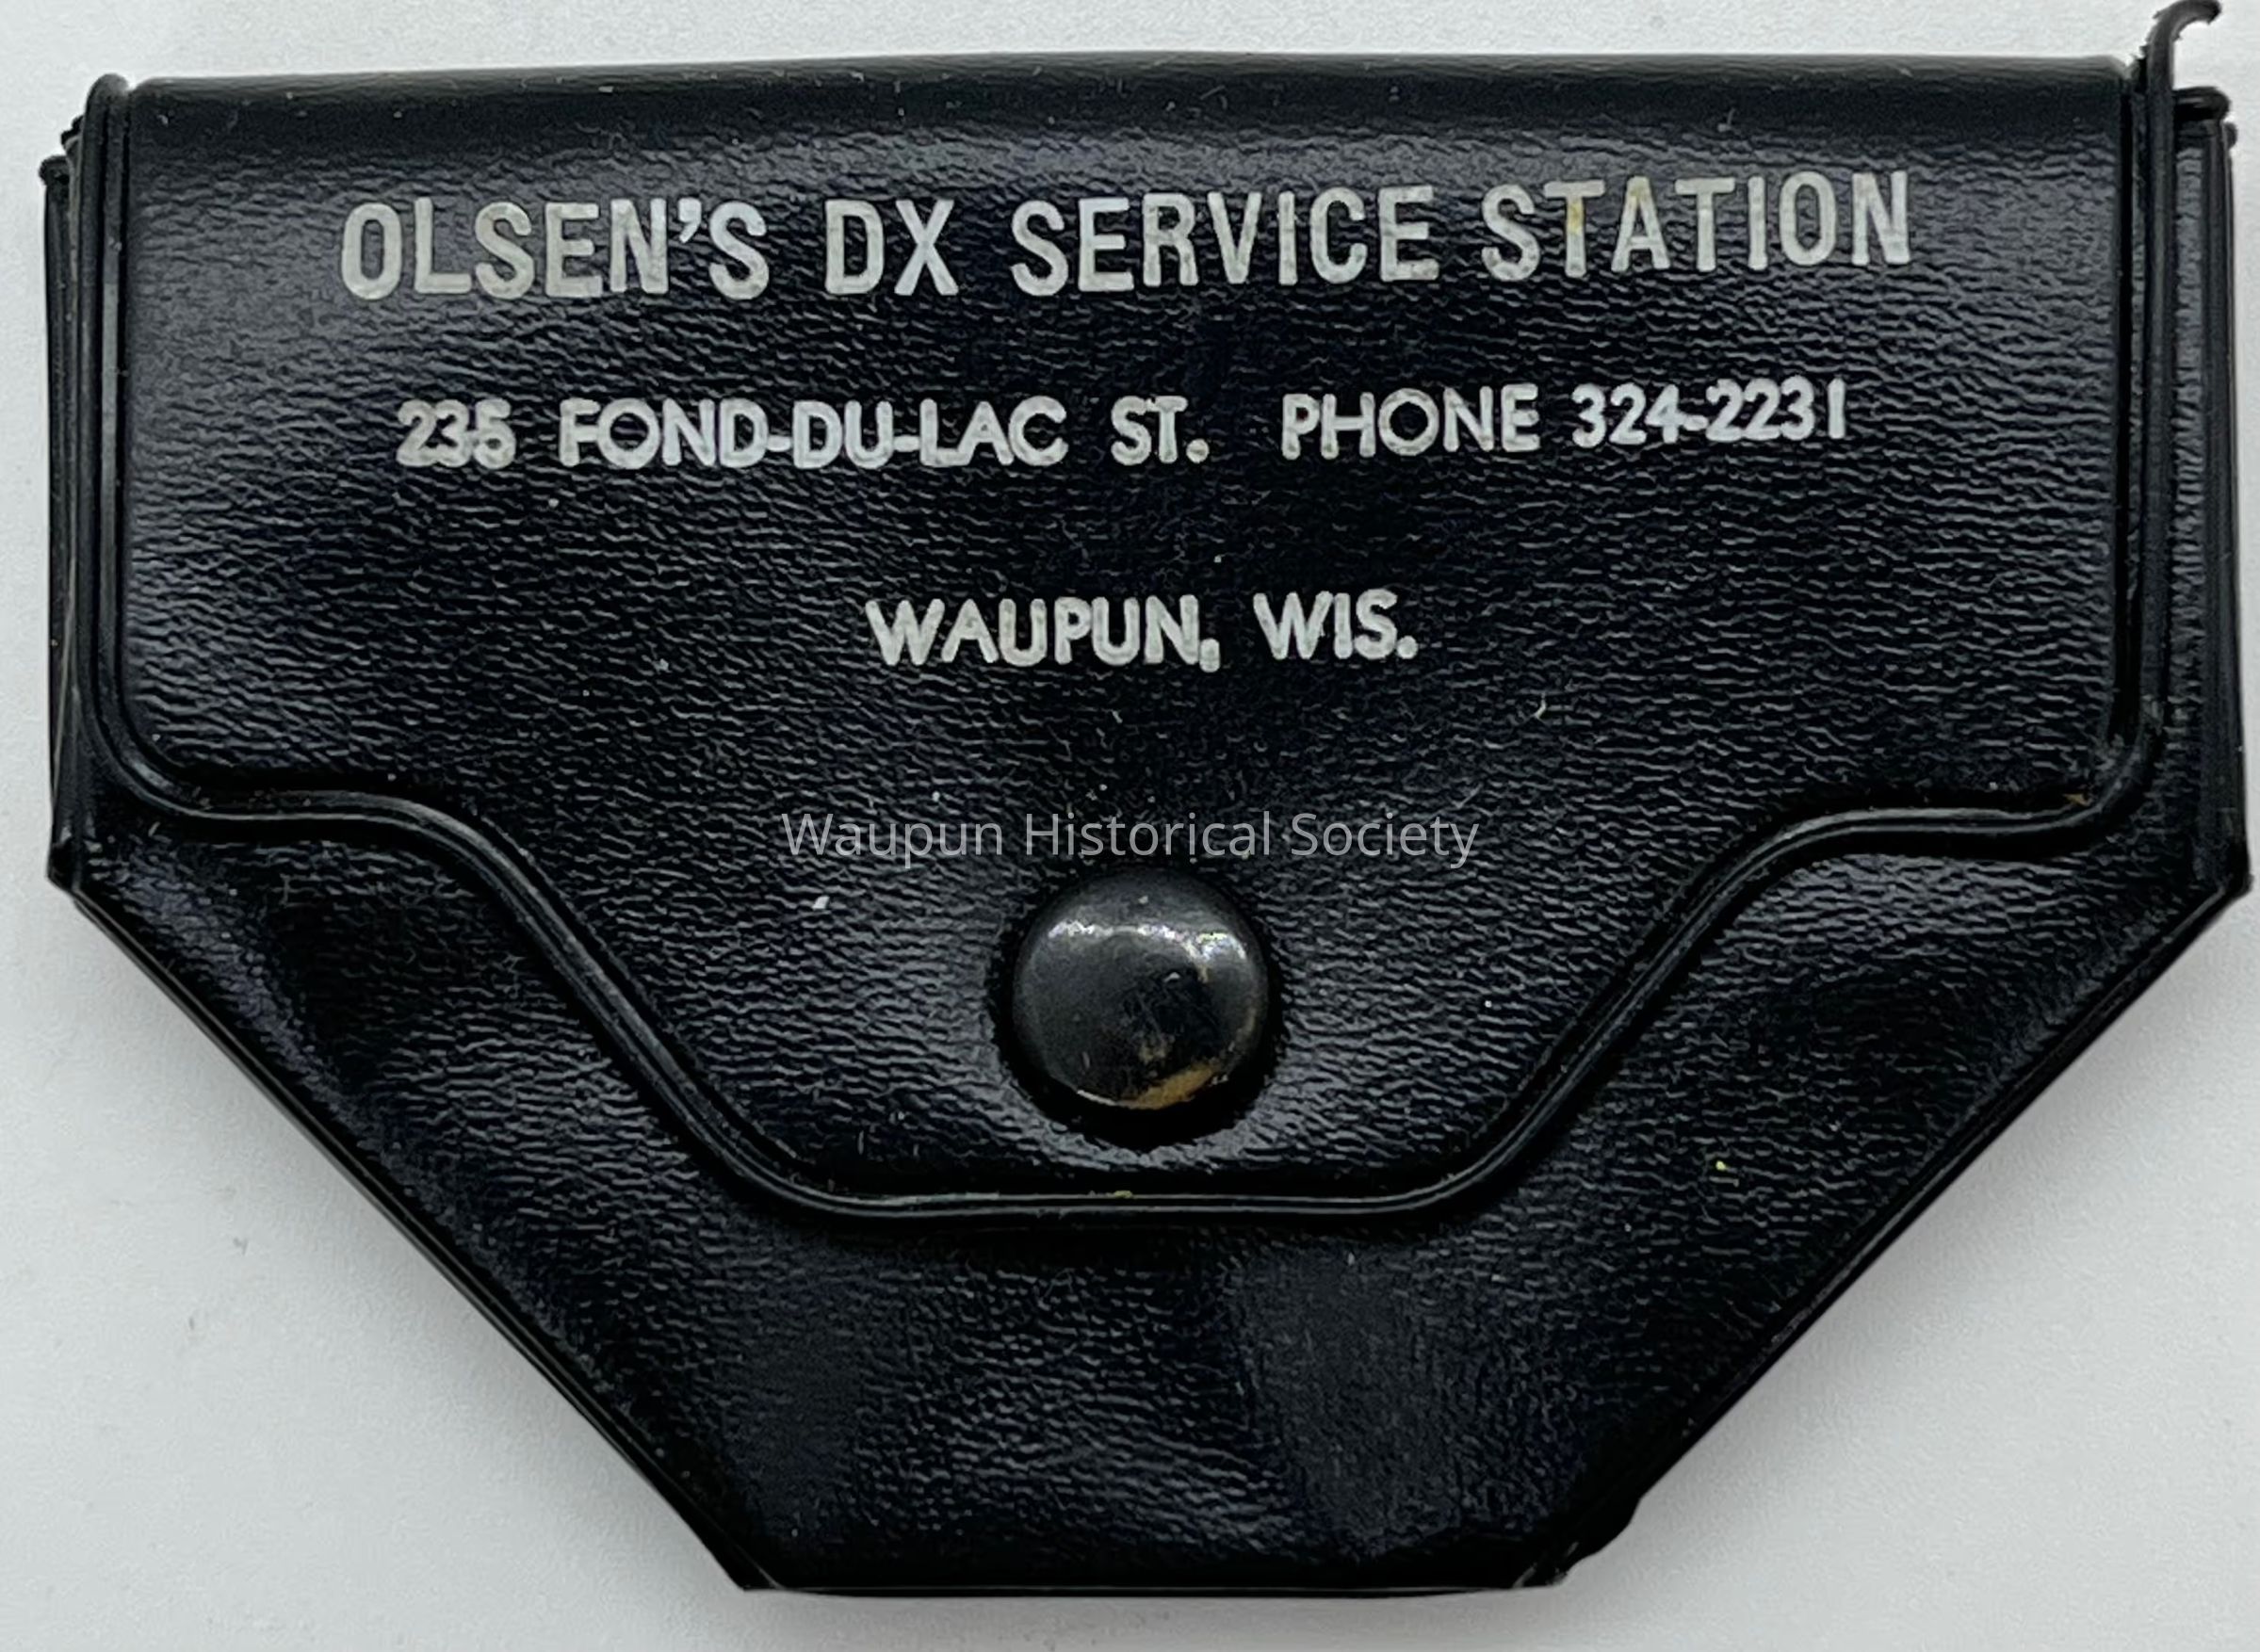 OLSEN'S DX SERVICE STATION
235 FOND-DU-LAC ST. PHONE 324-2231
WAUPUN, WIS.
Waupun Historical Society